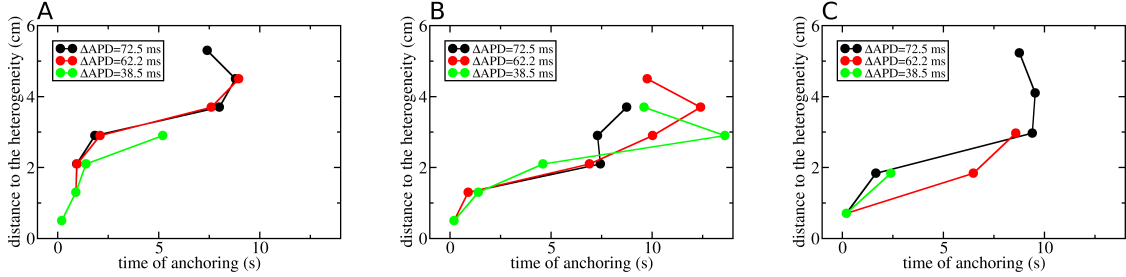 A
distance to the heterogeneity (cm)
6
4
2
0
ΔAPD=72.5 ms
ΔAPD=62.2 ms
ΔAPD=38.5 ms
0 5 10
time of anchoring (s)
B
distance to the heterogeneity (cm)
6
4
2
0
ΔAPD=72.5 ms
ΔAPD=62.2 ms
ΔAPD=38.5 ms
0 5 10
time of anchoring (s)
C
distance to the heterogeneity (cm)
6
4
2
0
ΔAPD=72.5 ms
ΔAPD=62.2 ms
ΔAPD=38.5 ms
0 5 10
time of anchoring (s)